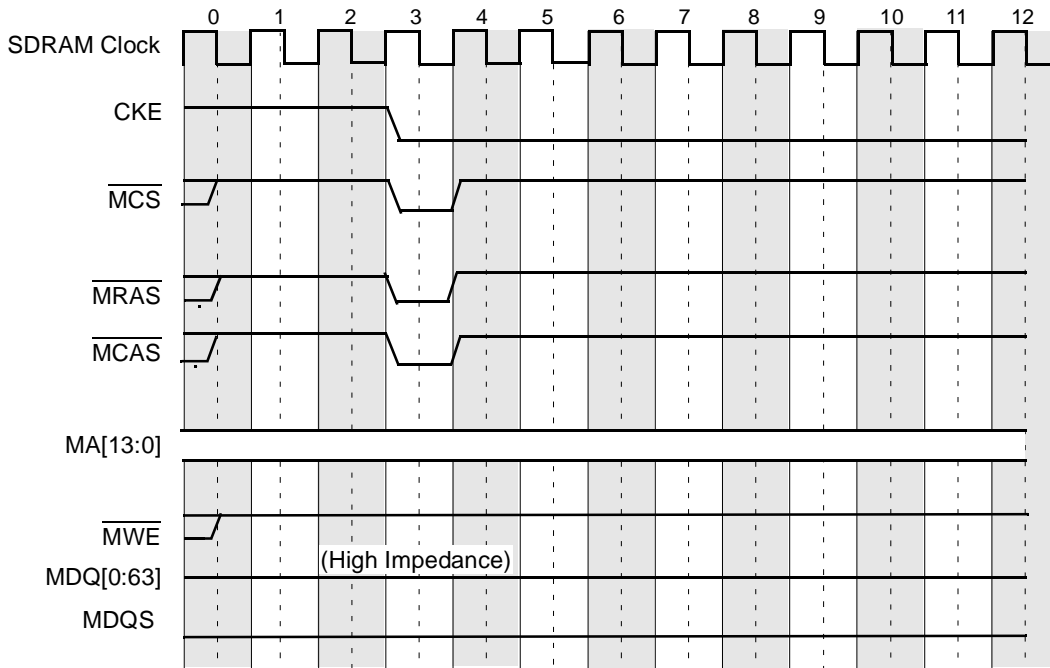 0 1 2 3 4 5 6 7 8 9 10 11 12
SDRAM Clock
CKE
MCS
MRAS
MCAS
MA[13:0]
MWE
(High Impedance)
MDQ[0:63]
MDQS